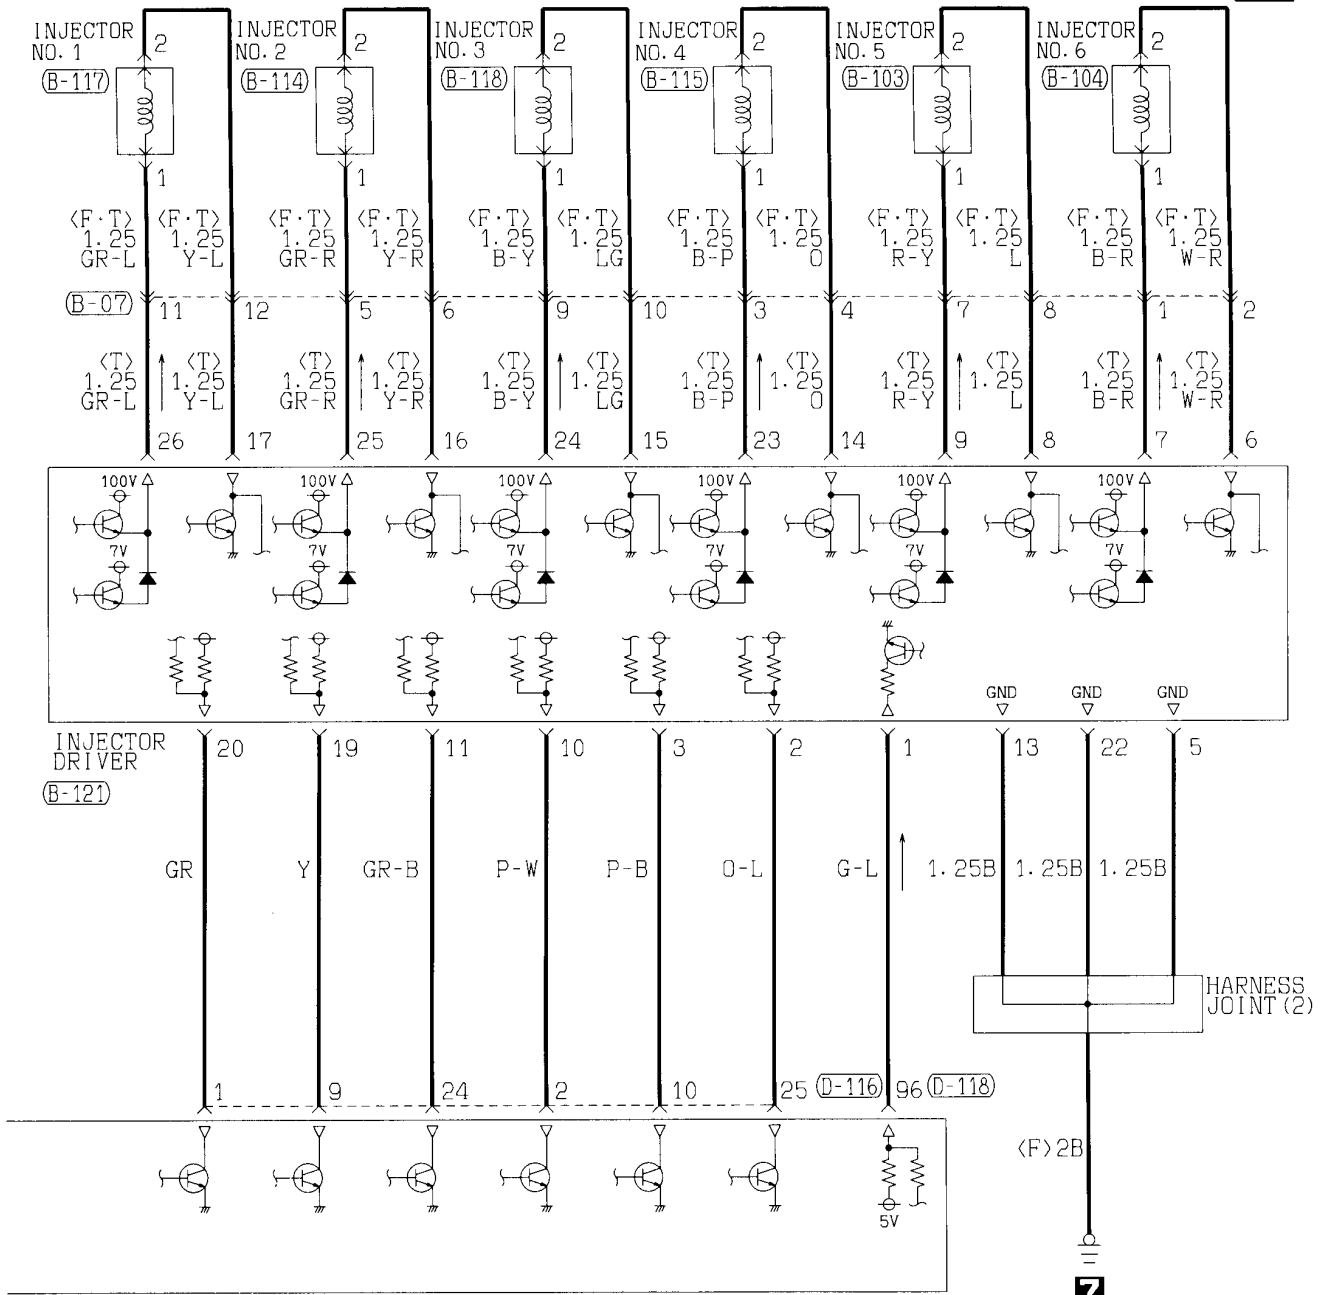 INJECTOR NO. 1 2 INJECTOR NO. 2 2 INJECTOR NO. 3 2 INJECTOR NO. 4 2 INJECTOR NO. 5 2 INJECTOR NO. 6 2
B-117 B-114 B-118 B-115 B-103 B-104
1 1 1 1 1 1
<F·T> <F·T> <F·T> <F·T> <F·T> <F·T> <F·T> <F·T> <F·T> <F·T> <F·T> <F·T>
1.25 1.25 1.25 1.25 1.25 1.25 1.25 1.25 1.25 1.25 1.25 1.25
GR-L Y-L GR-R Y-R B-Y LG B-P O R-Y L B-R W-R
B-07 11 12 5 6 9 10 3 4 7 8 1 2
<T> <T> <T> <T> <T> <T> <T> <T> <T> <T> <T> <T>
1.25 1.25 1.25 1.25 1.25 1.25 1.25 1.25 1.25 1.25 1.25 1.25
GR-L Y-L GR-R Y-R B-Y LG B-P O R-Y L B-R W-R
26 17 25 16 24 15 23 14 9 8 7 6
100V 100V 100V 100V 100V 100V
7V 7V 7V 7V 7V 7V
GND GND GND
INJECTOR DRIVER
20 19 11 10 3 2 1 13 22 5
B-121
GR Y GR-B P-W P-B O-L G-L 1.25B 1.25B 1.25B
HARNESS
JOINT(2)
1 9 24 2 10 25 D-116 96 D-118
<F>2B
5V
7